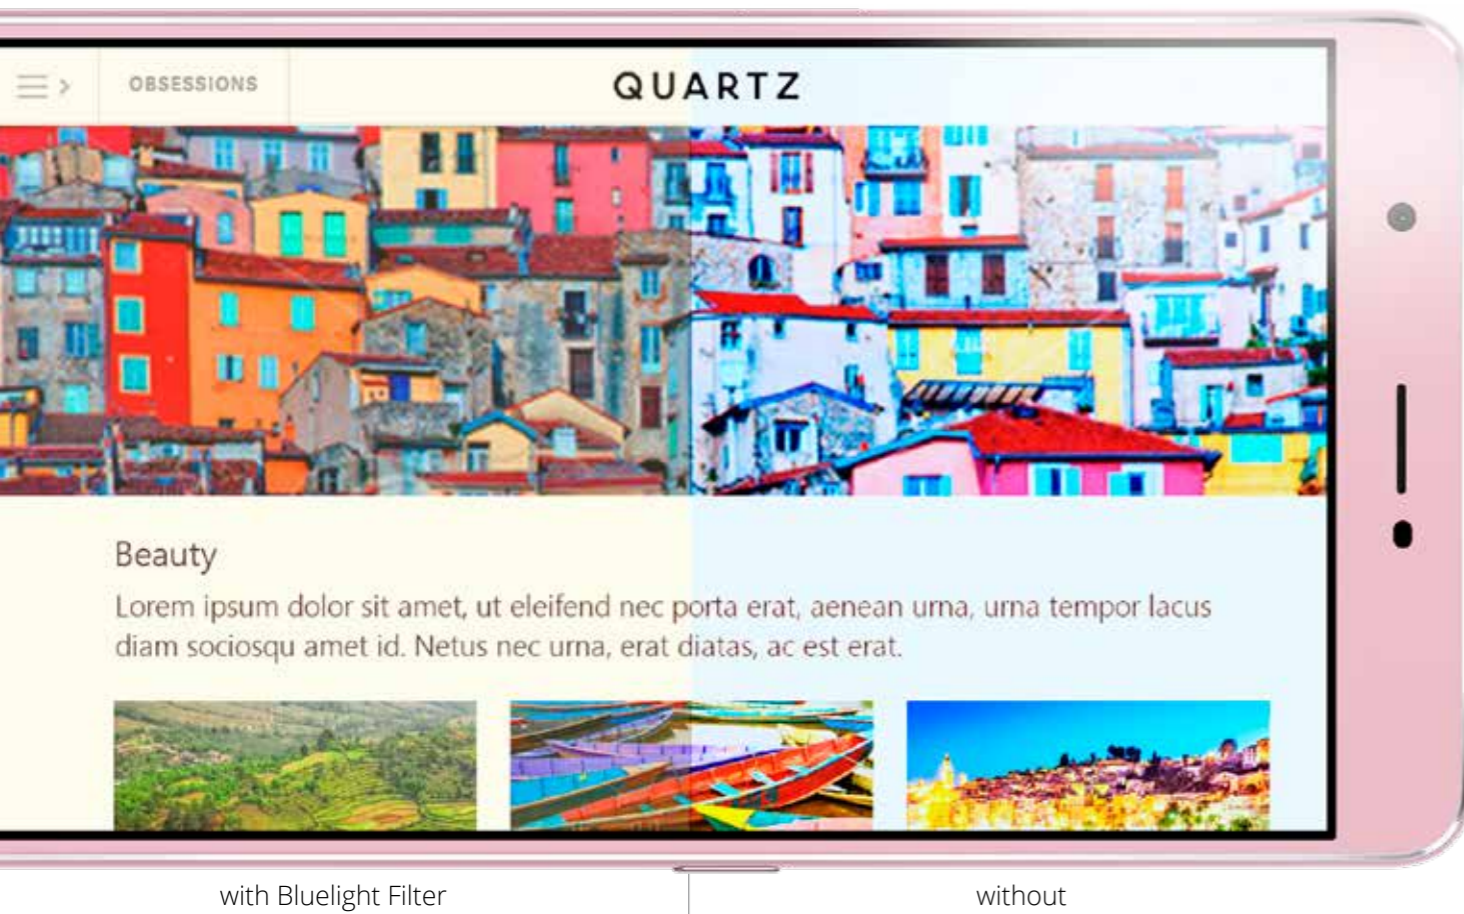 OBSESSIONS
QUARTZ
Beauty
Lorem ipsum dolor sit amet, ut eleifend nec porta erat, aenean urna, urna tempor lacus
diam sociosqu amet id. Netus nec urna, erat diatas, ac est erat.
with Bluelight Filter
without